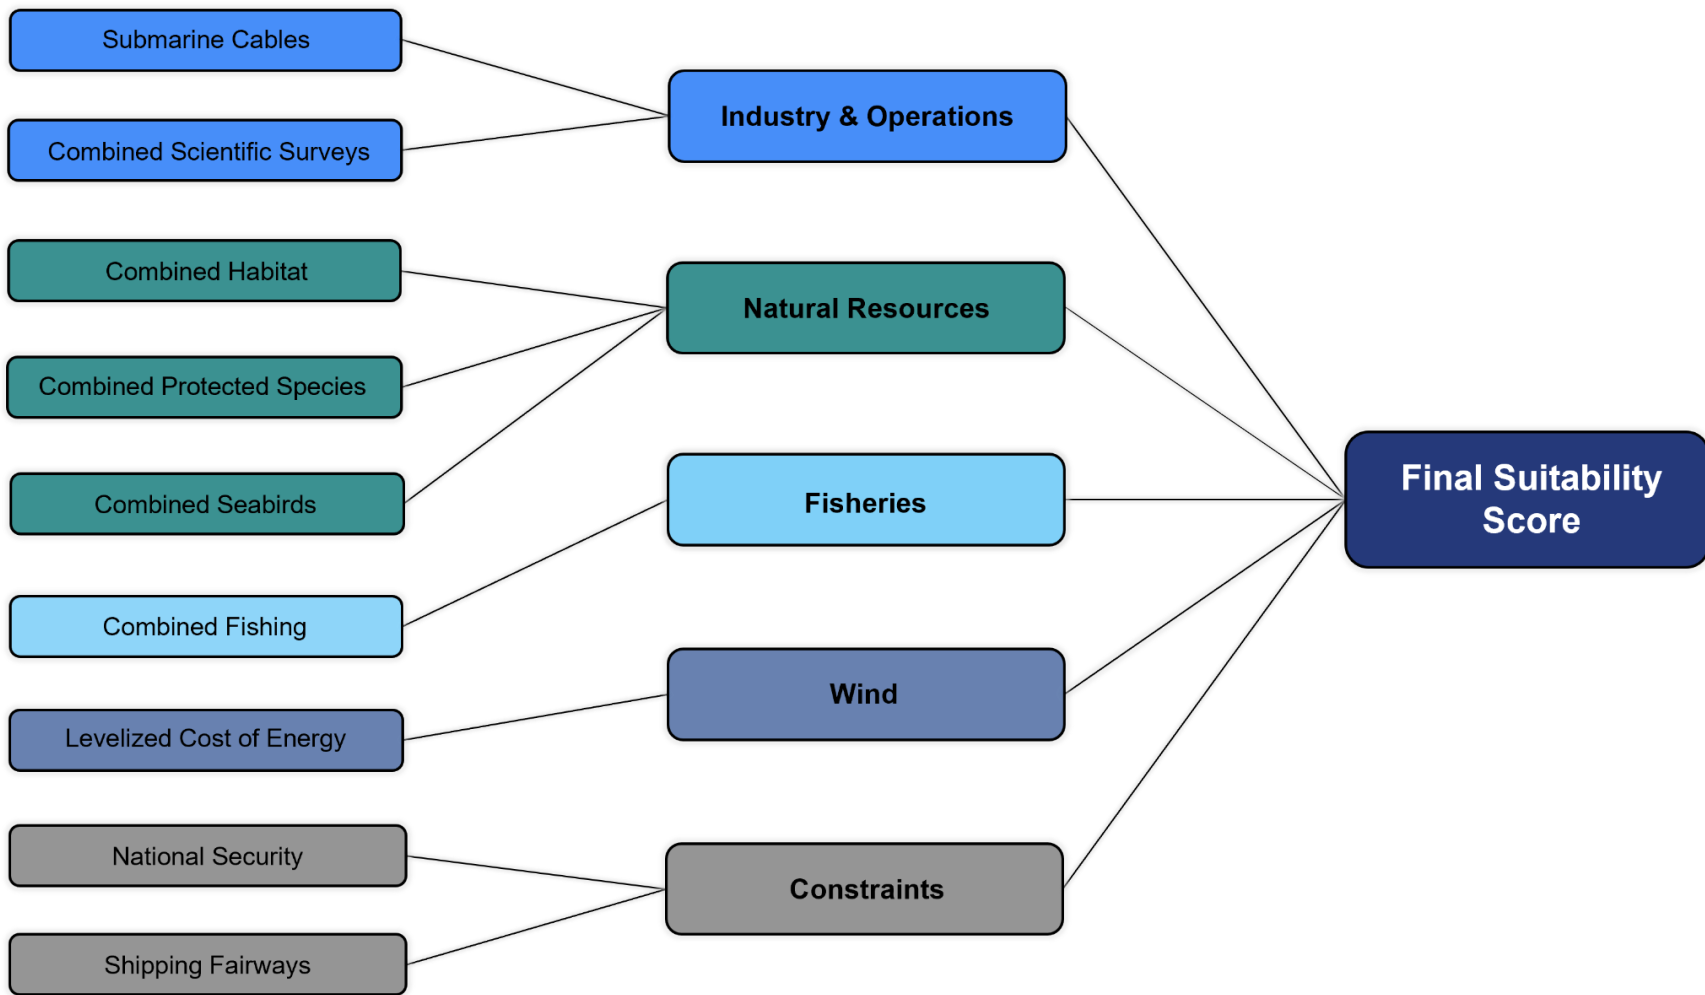 Submarine Cables
Combined Scientific Surveys
Combined Habitat
Combined Protected Species
Combined Seabirds
Combined Fishing
Levelized Cost of Energy
National Security
Shipping Fairways
Industry & Operations
Natural Resources
Fisheries
Wind
Constraints
Final Suitability
Score